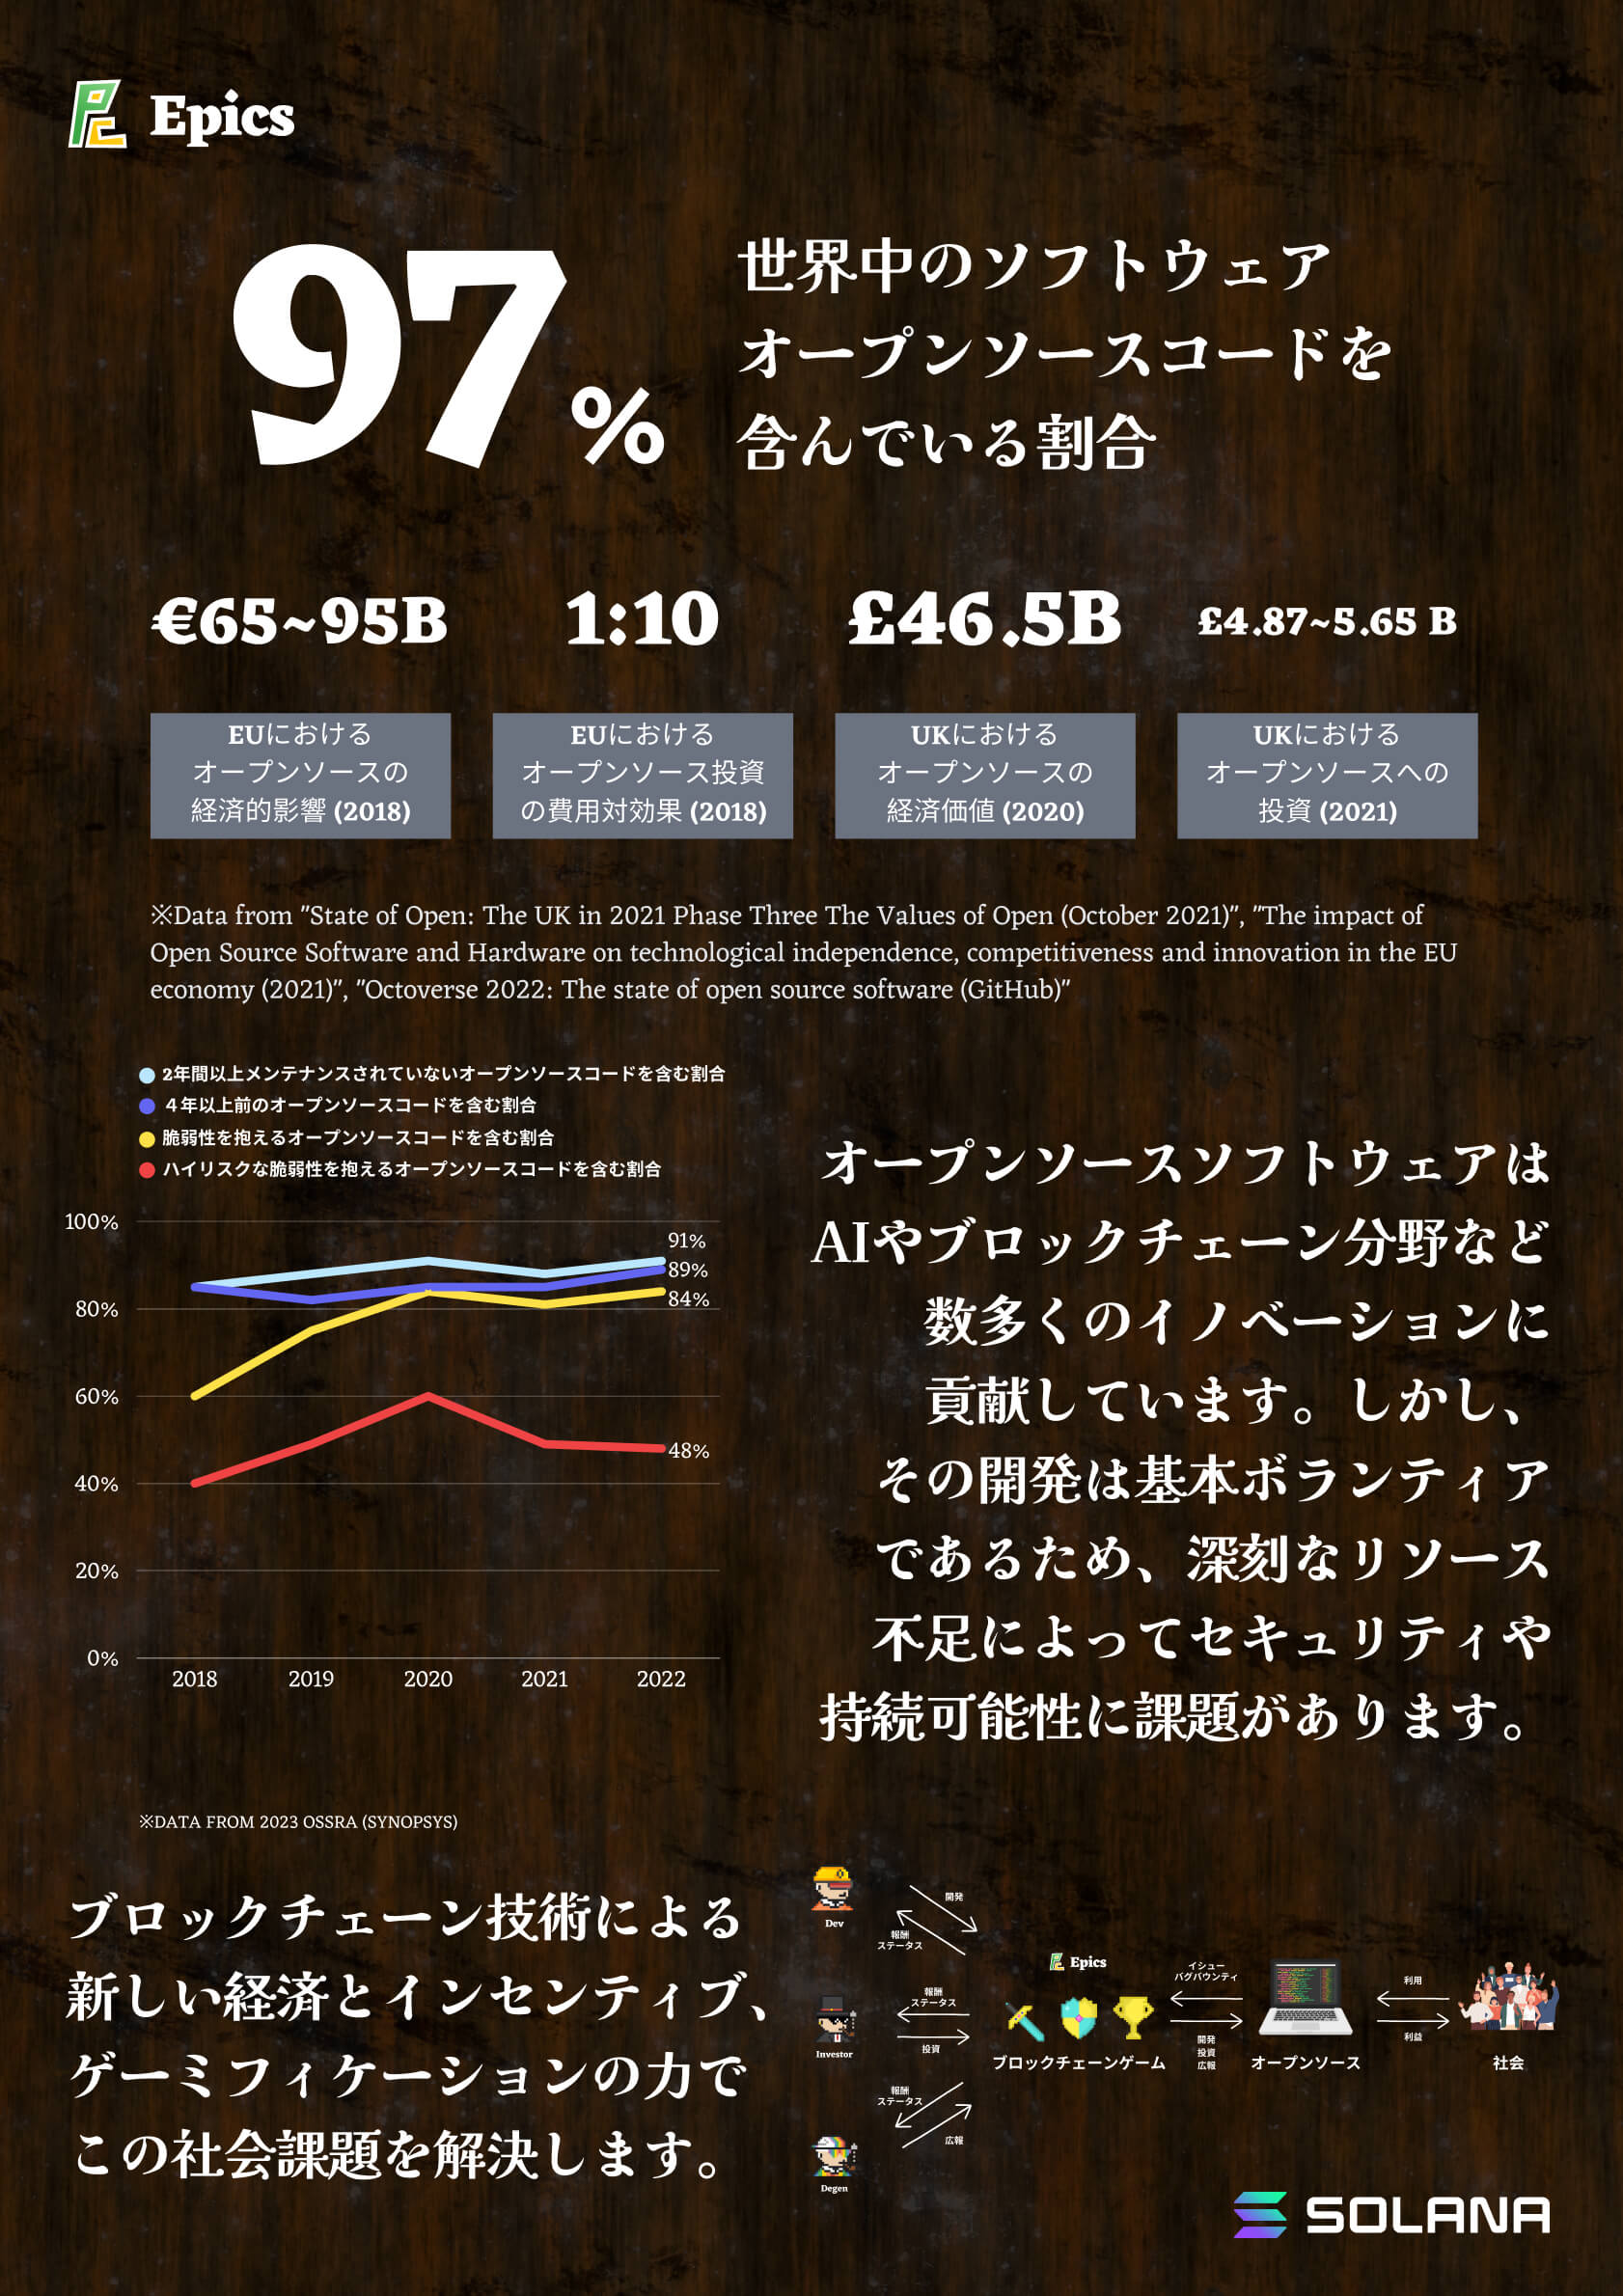 Epics
97%
世界中のソフトウェア
オープンソースコードを
含んでいる割合
€65~95B
1:10
£46.5B
£4.87~5.65 B
EUにおける
オープンソースの
経済的影響 (2018)
EUにおける
オープンソース投資
の費用対効果 (2018)
UKにおける
オープンソースの
経済価値 (2020)
UKにおける
オープンソースへの
投資 (2021)
※Data from "State of Open: The UK in 2021 Phase Three The Values of Open (October 2021)", "The impact of
Open Source Software and Hardware on technological independence, competitiveness and innovation in the EU
economy (2021)", "Octoverse 2022: The state of open source software (GitHub)"
2年間以上メンテナンスされていないオープンソースコードを含む割合
４年以上前のオープンソースコードを含む割合
脆弱性を抱えるオープンソースコードを含む割合
ハイリスクな脆弱性を抱えるオープンソースコードを含む割合
100%
80%
60%
40%
20%
0%
91%
89%
84%
48%
2018
2019
2020
2021
2022
※DATA FROM 2023 OSSRA (SYNOPSYS)
オープンソースソフトウェアは
AIやブロックチェーン分野など
数多くのイノベーションに
貢献しています。しかし、
その開発は基本ボランティア
であるため、深刻なリソース
不足によってセキュリティや
持続可能性に課題があります。
ブロックチェーン技術による
新しい経済とインセンティブ、
ゲーミフィケーションの力で
この社会課題を解決します。
Dev
開発
報酬
ステータス
Investor
報酬
ステータス
投資
Degen
報酬
ステータス
広報
Epics
ブロックチェーンゲーム
イシュー
バグバウンティ
開発
投資
広報
オープンソース
利用
利益
社会
SOLANA